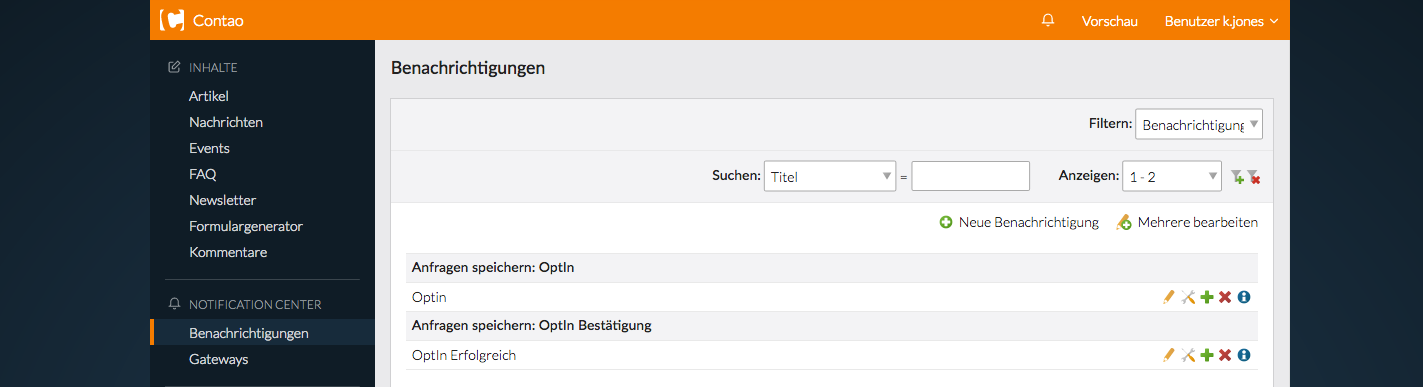 Contao
Vorschau
Benutzer k.jones
INHALTE
Artikel
Nachrichten
Events
FAQ
Newsletter
Formulargenerator
Kommentare
NOTIFICATION CENTER
Benachrichtigungen
Gateways
Benachrichtigungen
Filtern: Benachrichtigung
Suchen: Titel =
Anzeigen: 1 - 2
Neue Benachrichtigung Mehrere bearbeiten
Anfragen speichern: OptIn
Optin
Anfragen speichern: OptIn Bestätigung
OptIn Erfolgreich